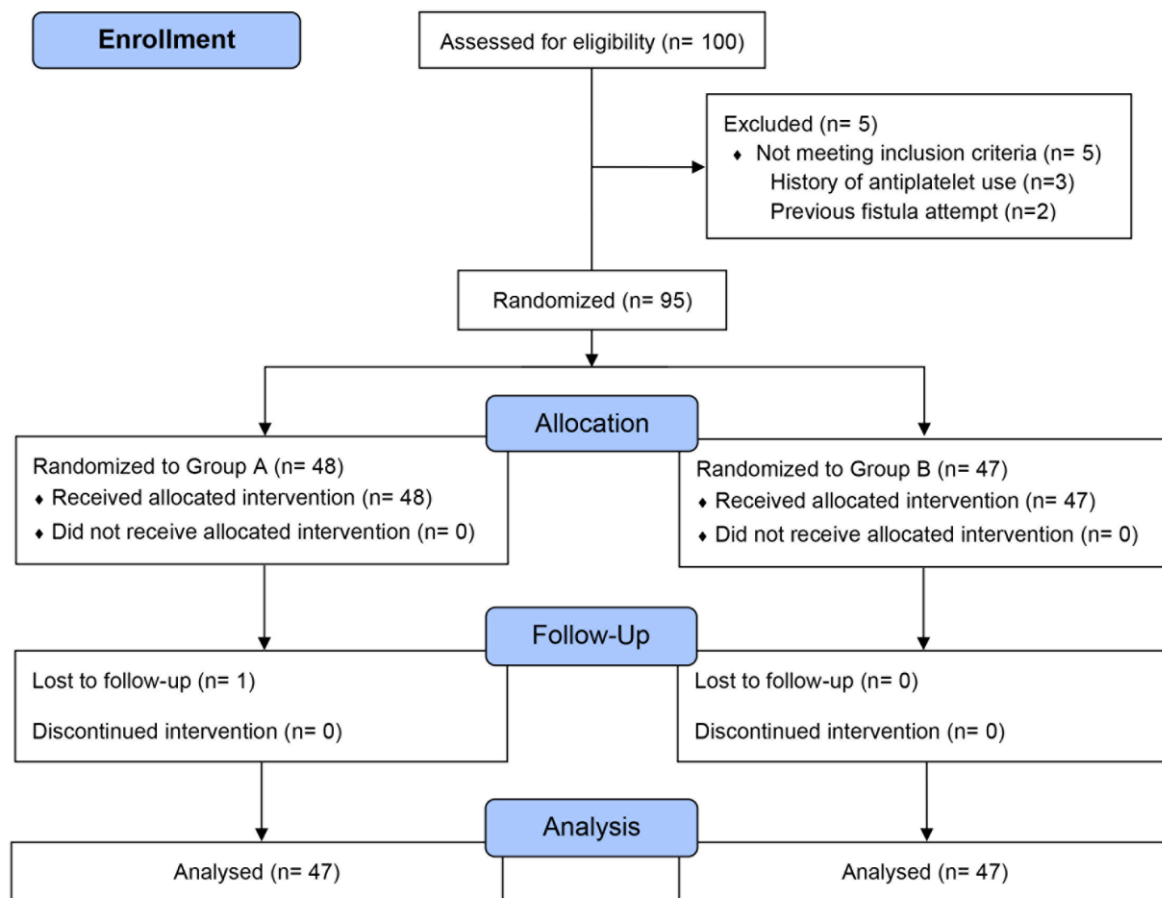 Enrollment
Assessed for eligibility (n= 100)
Excluded (n= 5)
♦ Not meeting inclusion criteria (n= 5)
History of antiplatelet use (n=3)
Previous fistula attempt (n=2)
Randomized (n= 95)
Allocation
Randomized to Group A (n= 48)
♦ Received allocated intervention (n= 48)
♦ Did not receive allocated intervention (n= 0)
Randomized to Group B (n= 47)
♦ Received allocated intervention (n= 47)
♦ Did not receive allocated intervention (n= 0)
Follow-Up
Lost to follow-up (n= 1)
Discontinued intervention (n= 0)
Lost to follow-up (n= 0)
Discontinued intervention (n= 0)
Analysis
Analysed (n= 47)
Analysed (n= 47)